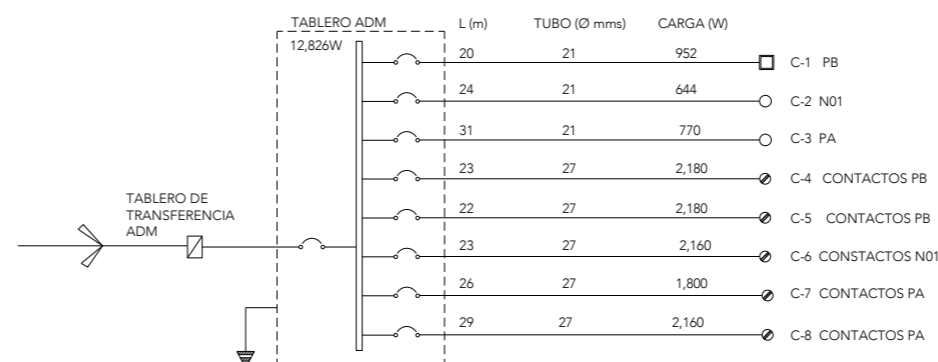 TABLERO ADM L (m) TUBO (Ø mms) CARGA (W)
12,826W
20 21 952 C-1 PB
24 21 644 C-2 N01
31 21 770 C-3 PA
23 27 2,180 C-4 CONTACTOS PB
22 27 2,180 C-5 CONTACTOS PB
TABLERO DE
TRANSFERENCIA
ADM
23 27 2,160 C-6 CONSTACTOS N01
26 27 1,800 C-7 CONTACTOS PA
29 27 2,160 C-8 CONTACTOS PA